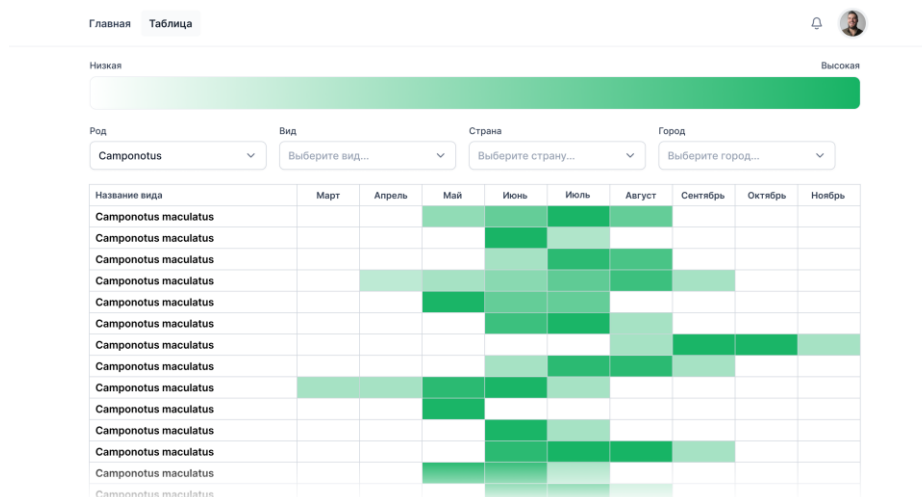 Главная Таблица
Низкая Высокая
Род Вид Страна Город
Camponotus Выберите вид... Выберите страну... Выберите город...
Название вида Март Апрель Май Июнь Июль Август Сентябрь Октябрь Ноябрь
Camponotus maculatus
Camponotus maculatus
Camponotus maculatus
Camponotus maculatus
Camponotus maculatus
Camponotus maculatus
Camponotus maculatus
Camponotus maculatus
Camponotus maculatus
Camponotus maculatus
Camponotus maculatus
Camponotus maculatus
Camponotus maculatus
Camponotus maculatus